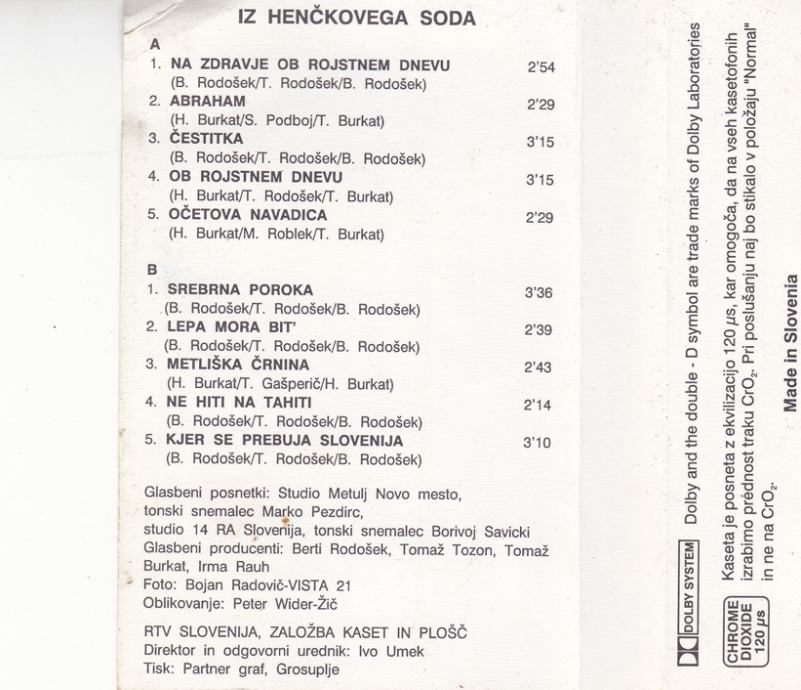 IZ HENČKOVEGA SODA
A
1. NA ZDRAVJE OB ROJSTNEM DNEVU 2'54
(B. Rodošek/T. Rodošek/B. Rodošek)
2. ABRAHAM 2'29
(H. Burkat/S. Podboj/T. Burkat)
3. ČESTITKA 3'15
(B. Rodošek/T. Rodošek/B. Rodošek)
4. OB ROJSTNEM DNEVU 3'15
(H. Burkat/T. Rodošek/T. Burkat)
5. OČETOVA NAVADICA 2'29
(H. Burkat/M. Roblek/T. Burkat)
B
1. SREBRNA POROKA 3'36
(B. Rodošek/T. Rodošek/B. Rodošek)
2. LEPA MORA BIT' 2'39
(B. Rodošek/T. Rodošek/B. Rodošek)
3. METLIŠKA ČRNINA 2'43
(H. Burkat/T. Gašperič/H. Burkat)
4. NE HITI NA TAHITI 2'14
(B. Rodošek/T. Rodošek/B. Rodošek)
5. KJER SE PREBUJA SLOVENIJA 3'10
(B. Rodošek/T. Rodošek/B. Rodošek)
Glasbeni posnetki: Studio Metulj Novo mesto,
tonski snemalec Marko Pezdirc,
studio 14 RA Slovenija, tonski snemalec Borivoj Savicki
Glasbeni producenti: Berti Rodošek, Tomaž Tozon, Tomaž
Burkat, Irma Rauh
Foto: Bojan Radovič-VISTA 21
Oblikovanje: Peter Wider-Žič
RTV SLOVENIJA, ZALOŽBA KASET IN PLOŠČ
Direktor in odgovorni urednik: Ivo Umek
Tisk: Partner graf, Grosuplje
DOLBY SYSTEM Dolby and the double - D symbol are trade marks of Dolby Laboratories
CHROME
DIOXIDE
120 µs
Kaseta je posneta z ekvilizacijo 120 µs, kar omogoča, da na vseh kasetofonih
izrabimo prednost traku CrO₂. Pri poslušanju naj bo stikalo v položaju "Normal"
in ne na CrO₂.
Made in Slovenia